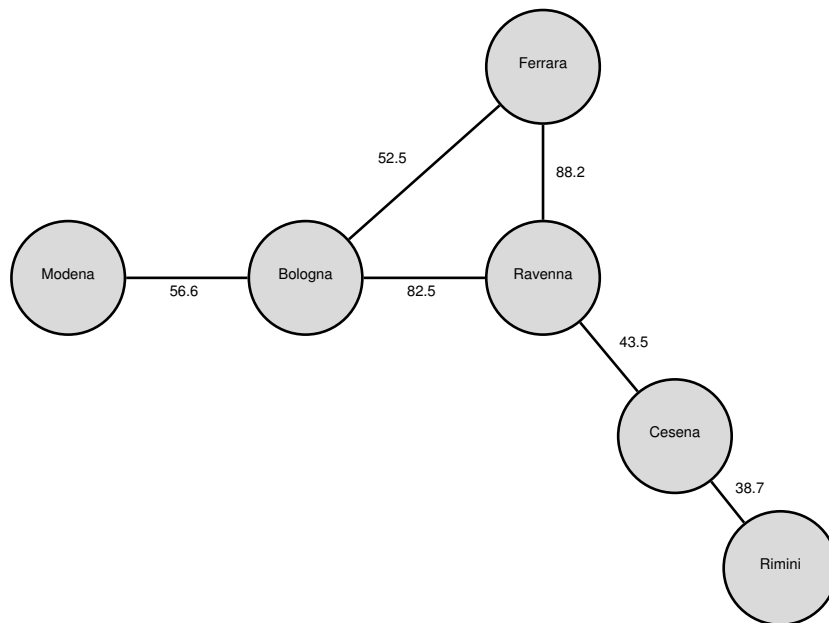 Ferrara
52.5
88.2
Modena
Bologna
Ravenna
56.6
82.5
43.5
Cesena
38.7
Rimini